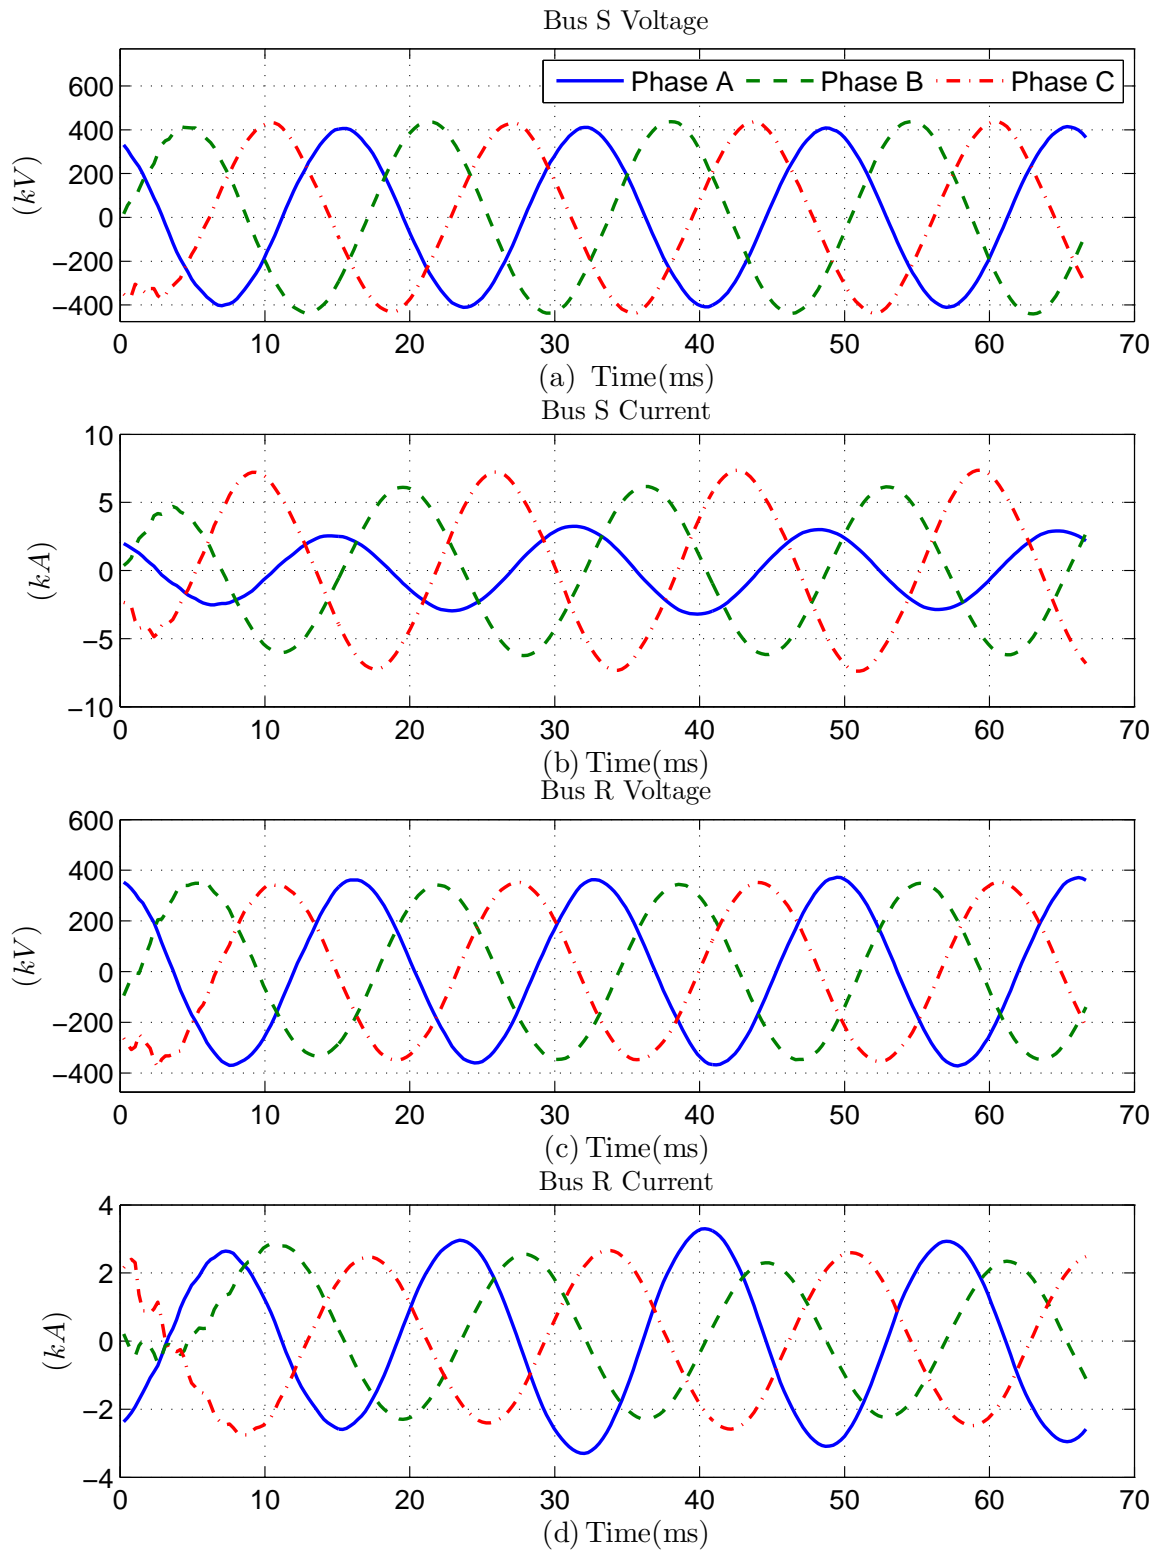 Bus S Voltage
Phase A Phase B Phase C
600
400
200
0
−200
−400
(kV)
0 10 20 30 40 50 60 70
(a) Time(ms)
Bus S Current
10
5
0
−5
−10
(kA)
0 10 20 30 40 50 60 70
(b) Time(ms)
Bus R Voltage
600
400
200
0
−200
−400
(kV)
0 10 20 30 40 50 60 70
(c) Time(ms)
Bus R Current
4
2
0
−2
−4
(kA)
0 10 20 30 40 50 60 70
(d) Time(ms)